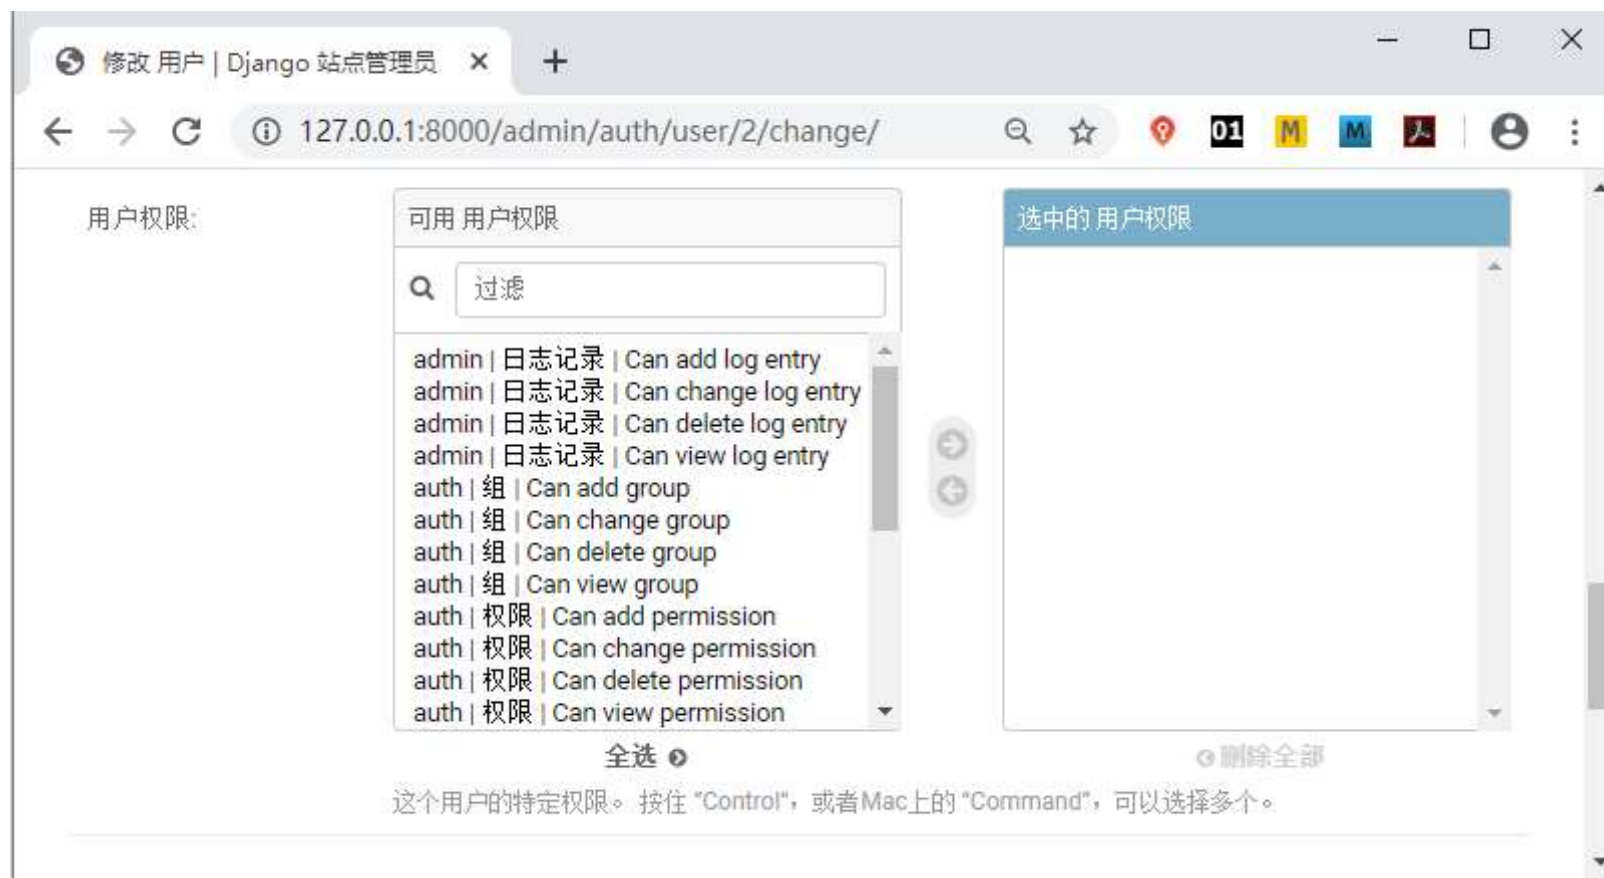 修改 用户 | Django 站点管理员
127.0.0.1:8000/admin/auth/user/2/change/
01 M M
用户权限:
可用 用户权限
过滤
admin | 日志记录 | Can add log entry
admin | 日志记录 | Can change log entry
admin | 日志记录 | Can delete log entry
admin | 日志记录 | Can view log entry
auth | 组 | Can add group
auth | 组 | Can change group
auth | 组 | Can delete group
auth | 组 | Can view group
auth | 权限 | Can add permission
auth | 权限 | Can change permission
auth | 权限 | Can delete permission
auth | 权限 | Can view permission
全选
选中的 用户权限
删除全部
这个用户的特定权限。 按住 "Control"，或者Mac上的 "Command"，可以选择多个。